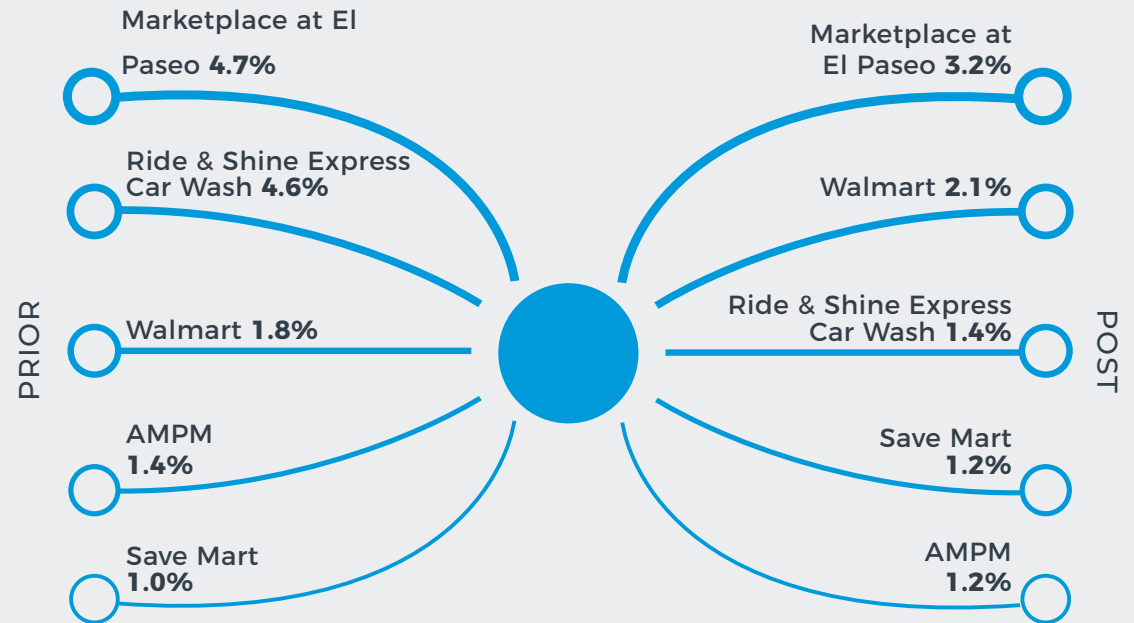 Marketplace at El
Paseo 4.7%
Ride & Shine Express
Car Wash 4.6%
PRIOR
Walmart 1.8%
AMPM
1.4%
Save Mart
1.0%
Marketplace at
El Paseo 3.2%
Walmart 2.1%
Ride & Shine Express
Car Wash 1.4%
POST
Save Mart
1.2%
AMPM
1.2%